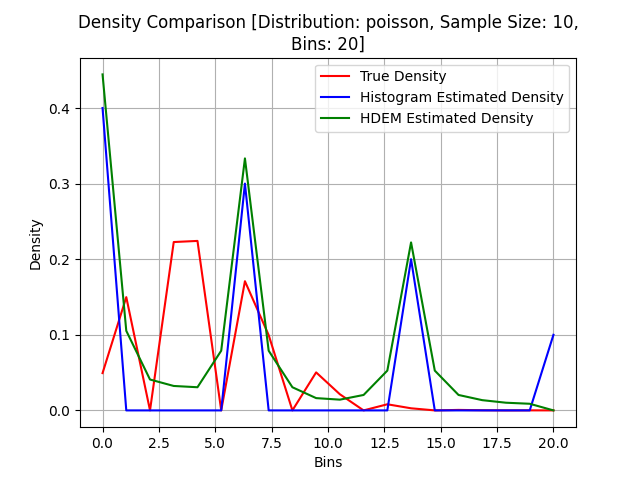 Density Comparison [Distribution: poisson, Sample Size: 10,
Bins: 20]
True Density
Histogram Estimated Density
HDEM Estimated Density
Density
0.4
0.3
0.2
0.1
0.0
0.0 2.5 5.0 7.5 10.0 12.5 15.0 17.5 20.0
Bins